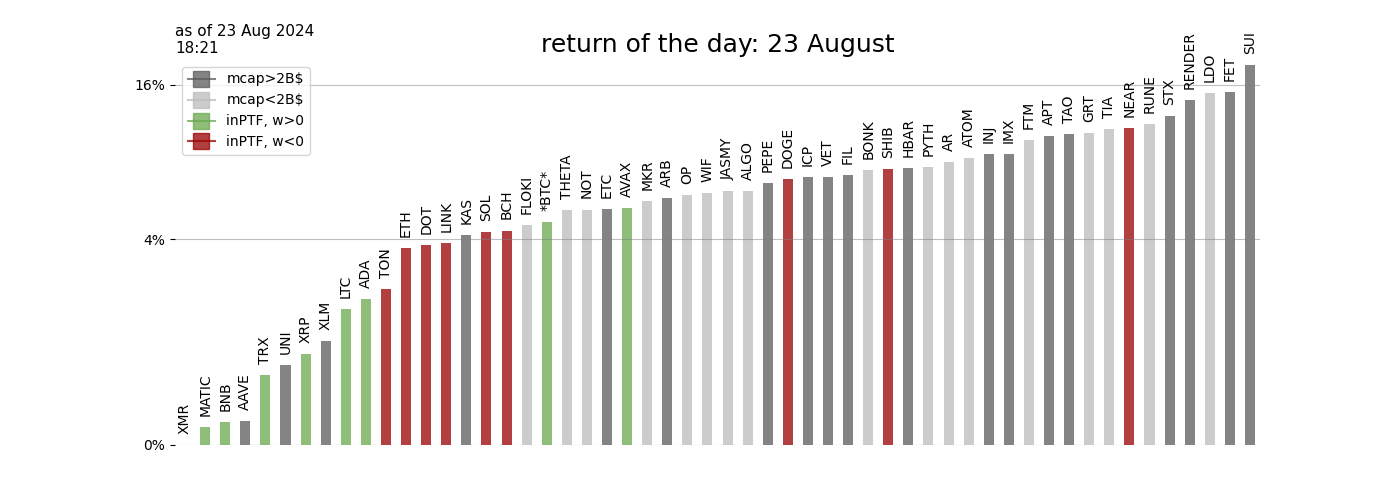 as of 23 Aug 2024
18:21
return of the day: 23 August
mcap>2B$
mcap<2B$
inPTF, w>0
inPTF, w<0
16%
4%
0%
XMR
MATIC
BNB
AAVE
TRX
UNI
XRP
XLM
LTC
ADA
TON
ETH
DOT
LINK
KAS
SOL
BCH
FLOKI
*BTC*
THETA
NOT
ETC
AVAX
MKR
ARB
OP
WIF
JASMY
ALGO
PEPE
DOGE
ICP
VET
FIL
BONK
SHIB
HBAR
PYTH
AR
ATOM
INJ
IMX
FTM
APT
TAO
GRT
TIA
NEAR
RUNE
STX
RENDER
LDO
FET
SUI